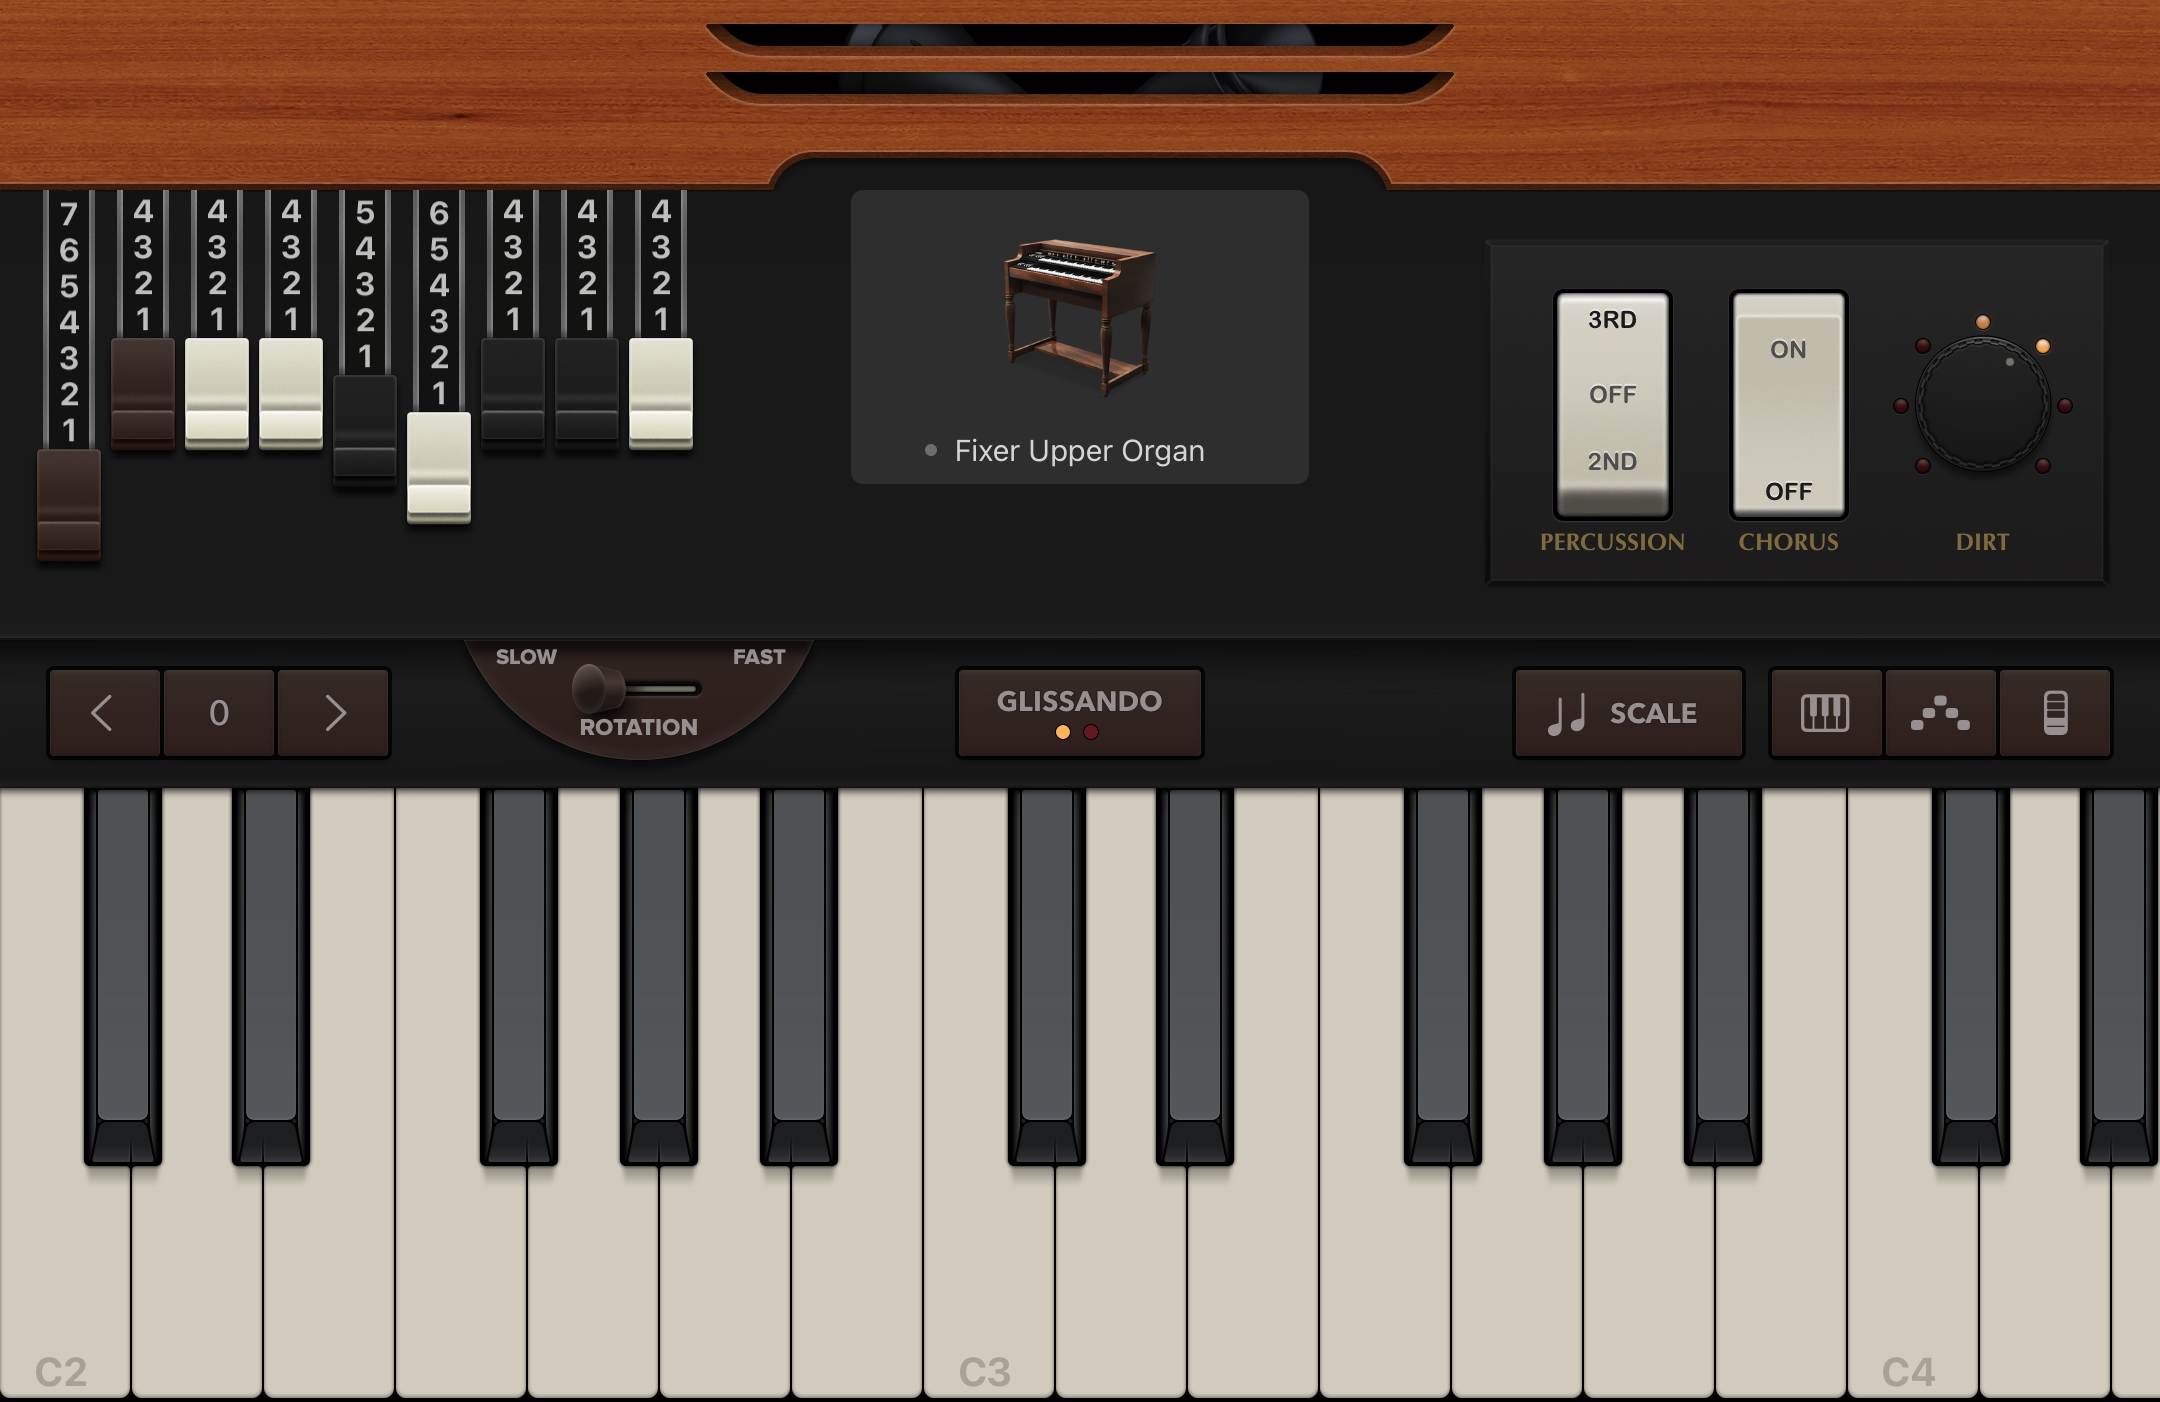 7 4 4 4 5 6 4 4 4
6 3 3 3 4 5 3 3 3
5 2 2 2 3 4 2 2 2
4 1 1 1 2 3 1 1 1
3 1 2
2 1
1
Fixer Upper Organ
3RD
OFF
2ND
PERCUSSION
ON
OFF
CHORUS
DIRT
0
SLOW FAST
ROTATION
GLISSANDO
SCALE
C2 C3 C4